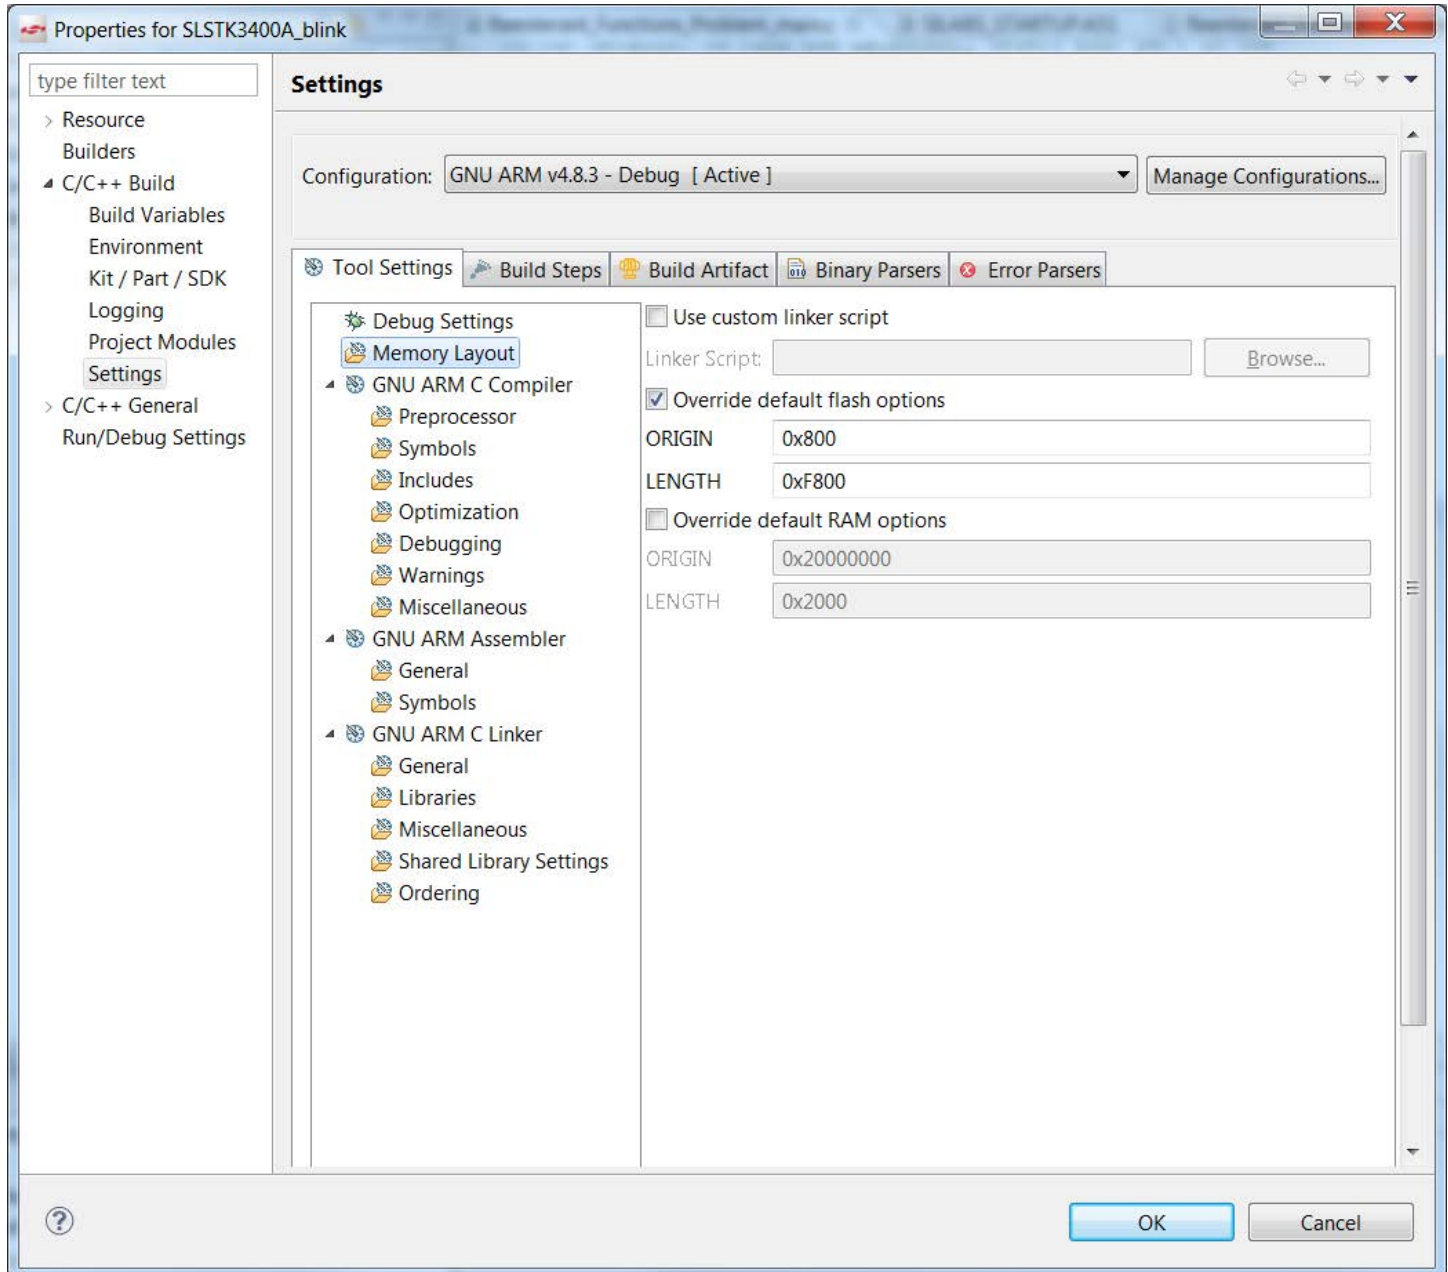 Properties for SLSTK3400A_blink
type filter text
Resource
Builders
C/C++ Build
Build Variables
Environment
Kit / Part / SDK
Logging
Project Modules
Settings
C/C++ General
Run/Debug Settings
Settings
Configuration: GNU ARM v4.8.3 - Debug [ Active ] Manage Configurations...
Tool Settings Build Steps Build Artifact Binary Parsers Error Parsers
Debug Settings
Memory Layout
GNU ARM C Compiler
Preprocessor
Symbols
Includes
Optimization
Debugging
Warnings
Miscellaneous
GNU ARM Assembler
General
Symbols
GNU ARM C Linker
General
Libraries
Miscellaneous
Shared Library Settings
Ordering
Use custom linker script
Linker Script: Browse...
Override default flash options
ORIGIN 0x800
LENGTH 0xF800
Override default RAM options
ORIGIN 0x20000000
LENGTH 0x2000
OK Cancel